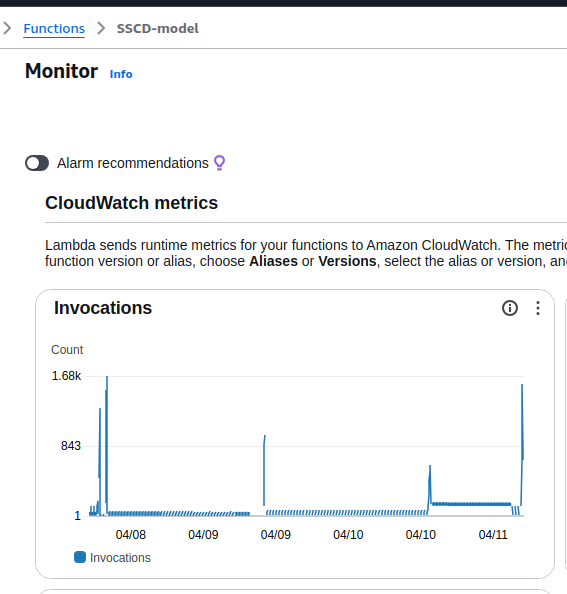 Functions SSCD-model
Monitor Info
Alarm recommendations
CloudWatch metrics
Lambda sends runtime metrics for your functions to Amazon CloudWatch. The
function version or alias, choose Aliases or Versions, select the alias or version,
Invocations
Count
1.68k
843
1
04/08 04/09 04/09 04/10 04/10 04/11
Invocations